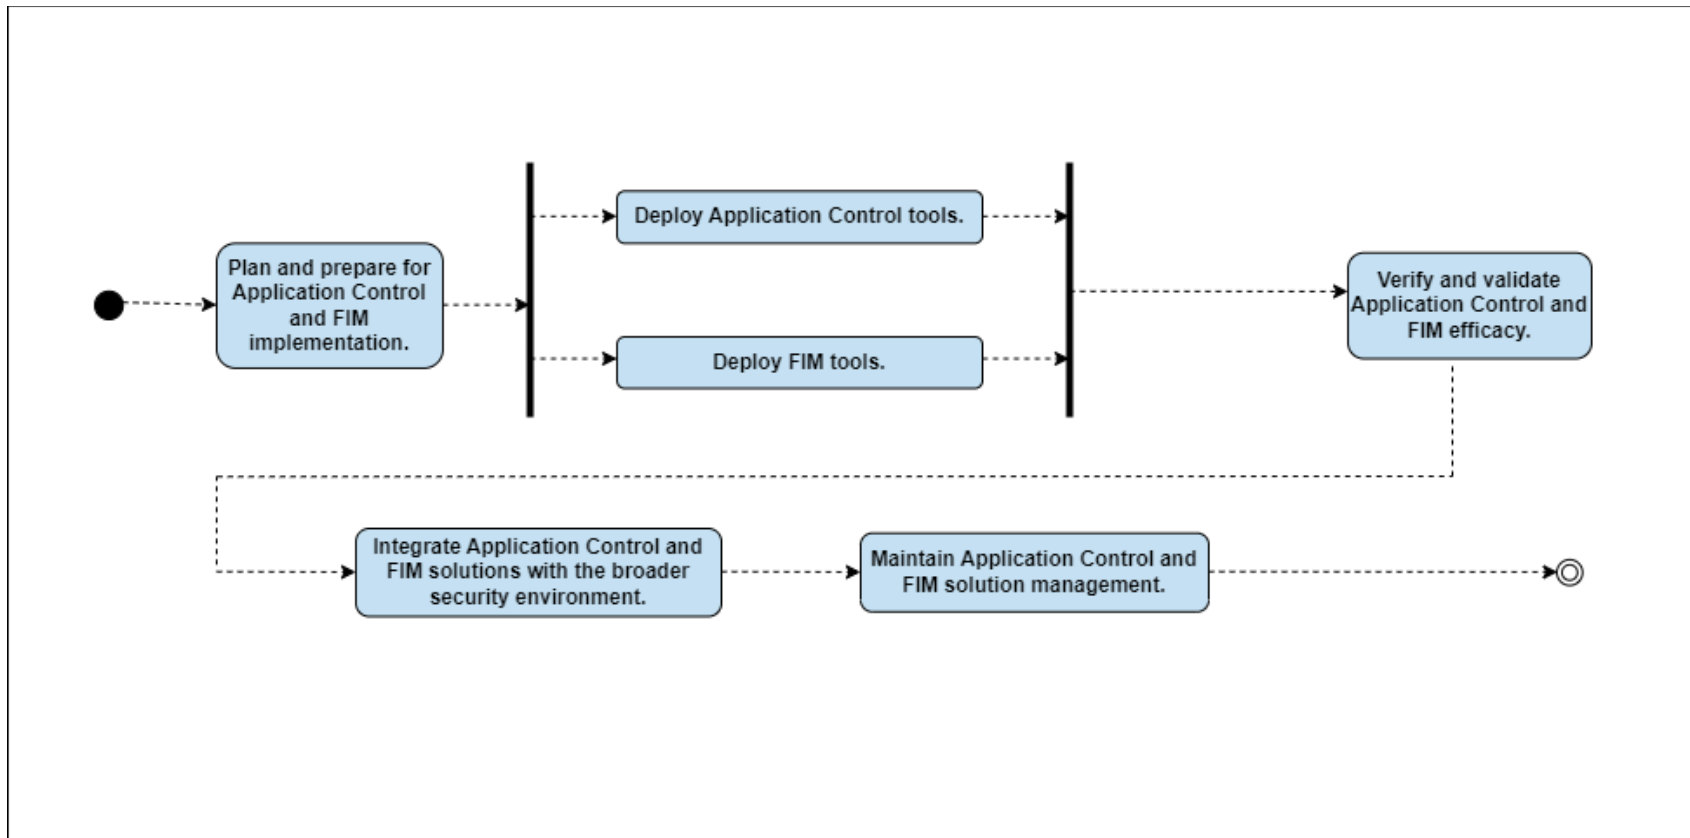 Plan and prepare for
Application Control
and FIM
implementation.
Deploy Application Control tools.
Deploy FIM tools.
Verify and validate
Application Control and
FIM efficacy.
Integrate Application Control and
FIM solutions with the broader
security environment.
Maintain Application Control and
FIM solution management.